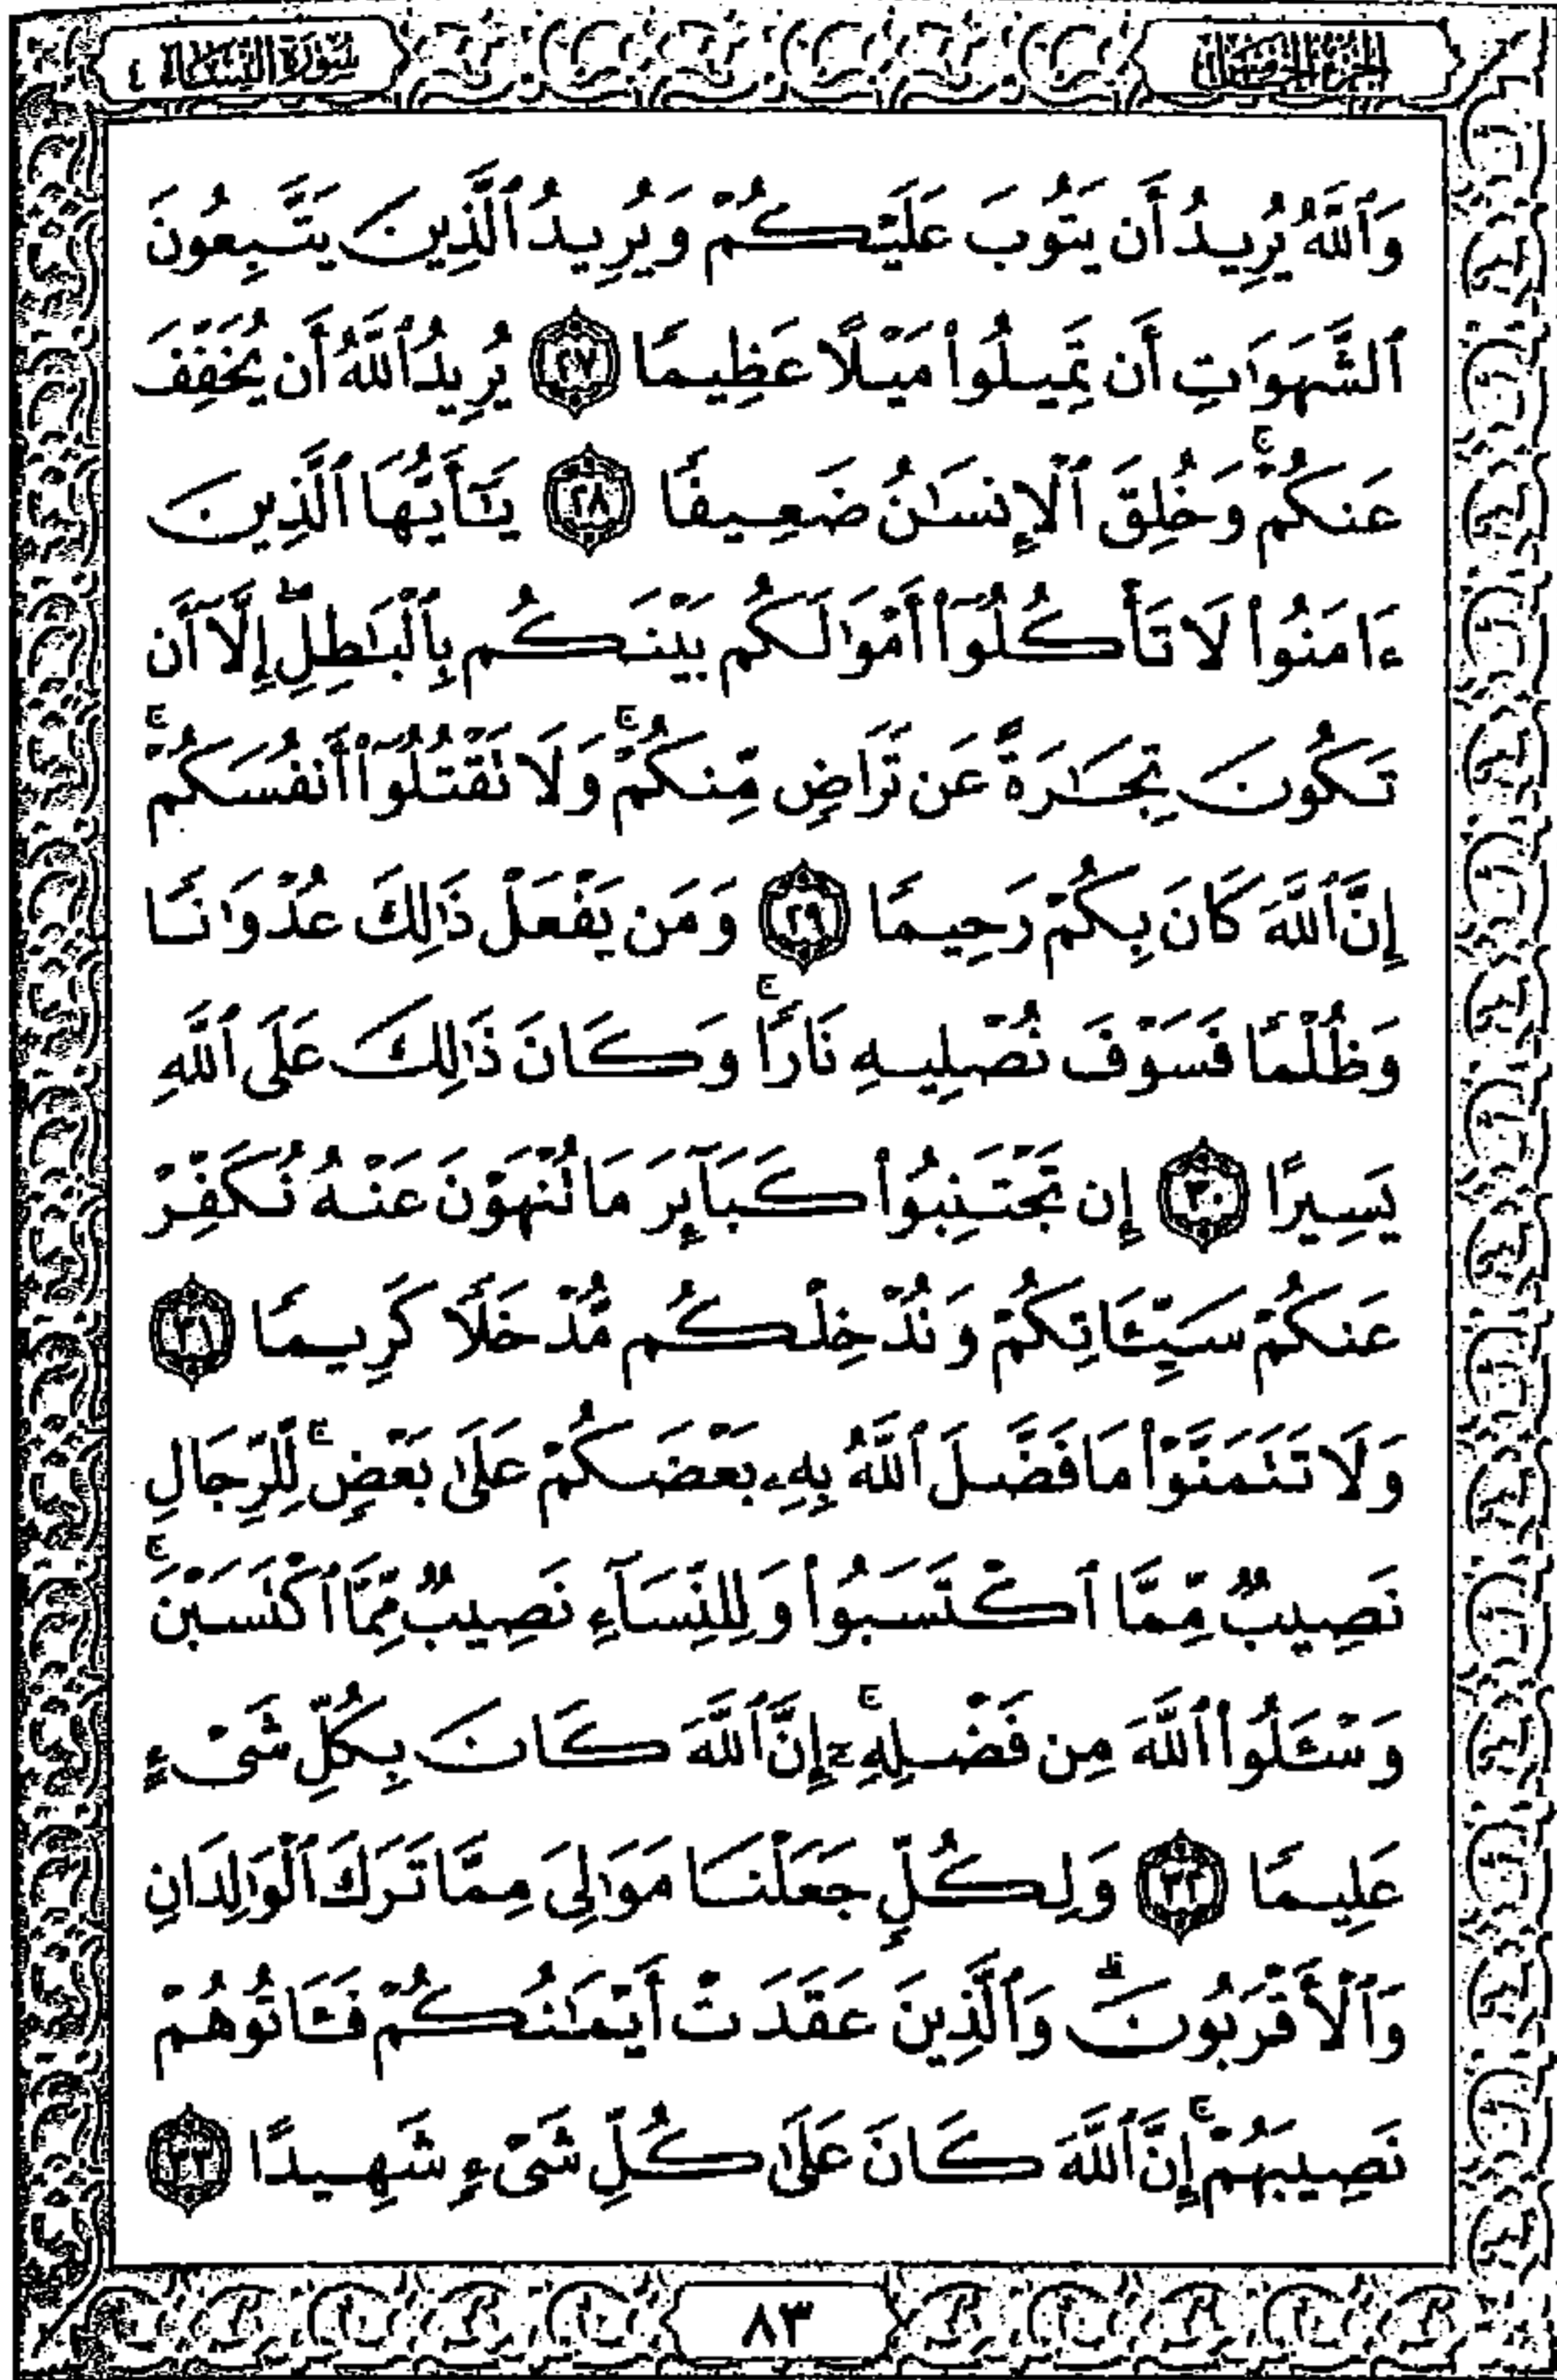 الجزء الخامس
سورة النساء ٤
وَٱللَّهُ يُرِيدُ أَن يَتُوبَ عَلَيۡكُمۡ وَيُرِيدُ ٱلَّذِينَ يَتَّبِعُونَ
ٱلشَّهَوَٰتِ أَن تَمِيلُواْ مَيۡلًا عَظِيمٗا ٢٧ يُرِيدُ ٱللَّهُ أَن يُخَفِّفَ
عَنكُمۡۚ وَخُلِقَ ٱلۡإِنسَٰنُ ضَعِيفٗا ٢٨ يَٰٓأَيُّهَا ٱلَّذِينَ
ءَامَنُواْ لَا تَأۡكُلُوٓاْ أَمۡوَٰلَكُم بَيۡنَكُم بِٱلۡبَٰطِلِ إِلَّآ أَن
تَكُونَ تِجَٰرَةً عَن تَرَاضٖ مِّنكُمۡۚ وَلَا تَقۡتُلُوٓاْ أَنفُسَكُمۡۚ
إِنَّ ٱللَّهَ كَانَ بِكُمۡ رَحِيمٗا ٢٩ وَمَن يَفۡعَلۡ ذَٰلِكَ عُدۡوَٰنٗا
وَظُلۡمٗا فَسَوۡفَ نُصۡلِيهِ نَارٗاۚ وَكَانَ ذَٰلِكَ عَلَى ٱللَّهِ
يَسِيرًا ٣٠ إِن تَجۡتَنِبُواْ كَبَآئِرَ مَا تُنۡهَوۡنَ عَنۡهُ نُكَفِّرۡ
عَنكُمۡ سَيِّـَٔاتِكُمۡ وَنُدۡخِلۡكُم مُّدۡخَلٗا كَرِيمٗا ٣١
وَلَا تَتَمَنَّوۡاْ مَا فَضَّلَ ٱللَّهُ بِهِۦ بَعۡضَكُمۡ عَلَىٰ بَعۡضٖۚ لِّلرِّجَالِ
نَصِيبٞ مِّمَّا ٱكۡتَسَبُواْ وَلِلنِّسَآءِ نَصِيبٞ مِّمَّا ٱكۡتَسَبۡنَۚ
وَسۡـَٔلُواْ ٱللَّهَ مِن فَضۡلِهِۦٓۚ إِنَّ ٱللَّهَ كَانَ بِكُلِّ شَيۡءٍ
عَلِيمٗا ٣٢ وَلِكُلّٖ جَعَلۡنَا مَوَٰلِيَ مِمَّا تَرَكَ ٱلۡوَٰلِدَانِ
وَٱلۡأَقۡرَبُونَۚ وَٱلَّذِينَ عَقَدَتۡ أَيۡمَٰنُكُمۡ فَـَٔاتُوهُمۡ
نَصِيبَهُمۡۚ إِنَّ ٱللَّهَ كَانَ عَلَىٰ كُلِّ شَيۡءٖ شَهِيدًا ٣٣
٨٣